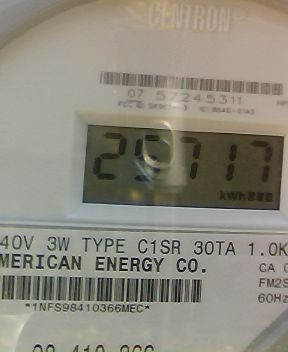 CENTRON
07 57245311
29717
kWh
40V 3W TYPE C1SR 30TA 1.0K
MERICAN ENERGY CO.
CA 0
FM2S
60Hz
*1NFS98410366MEC*